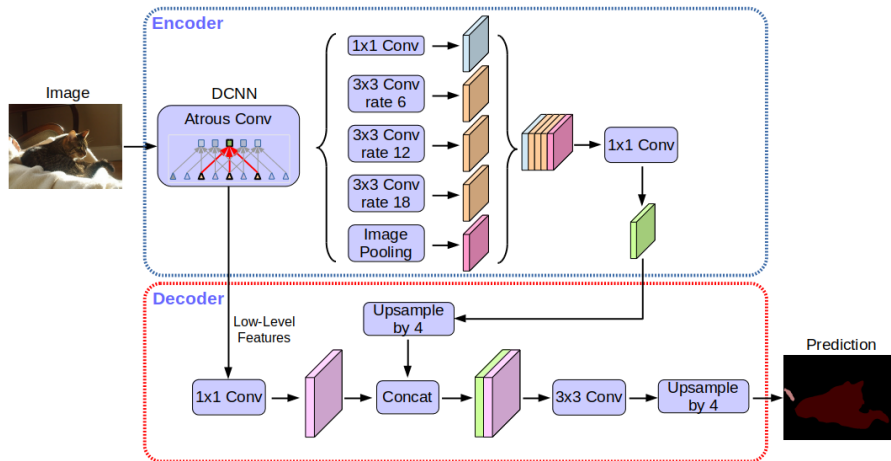 Encoder
Image
DCNN
Atrous Conv
1x1 Conv
3x3 Conv
rate 6
3x3 Conv
rate 12
3x3 Conv
rate 18
Image
Pooling
1x1 Conv
Decoder
Low-Level
Features
Upsample
by 4
1x1 Conv
Concat
3x3 Conv
Upsample
by 4
Prediction